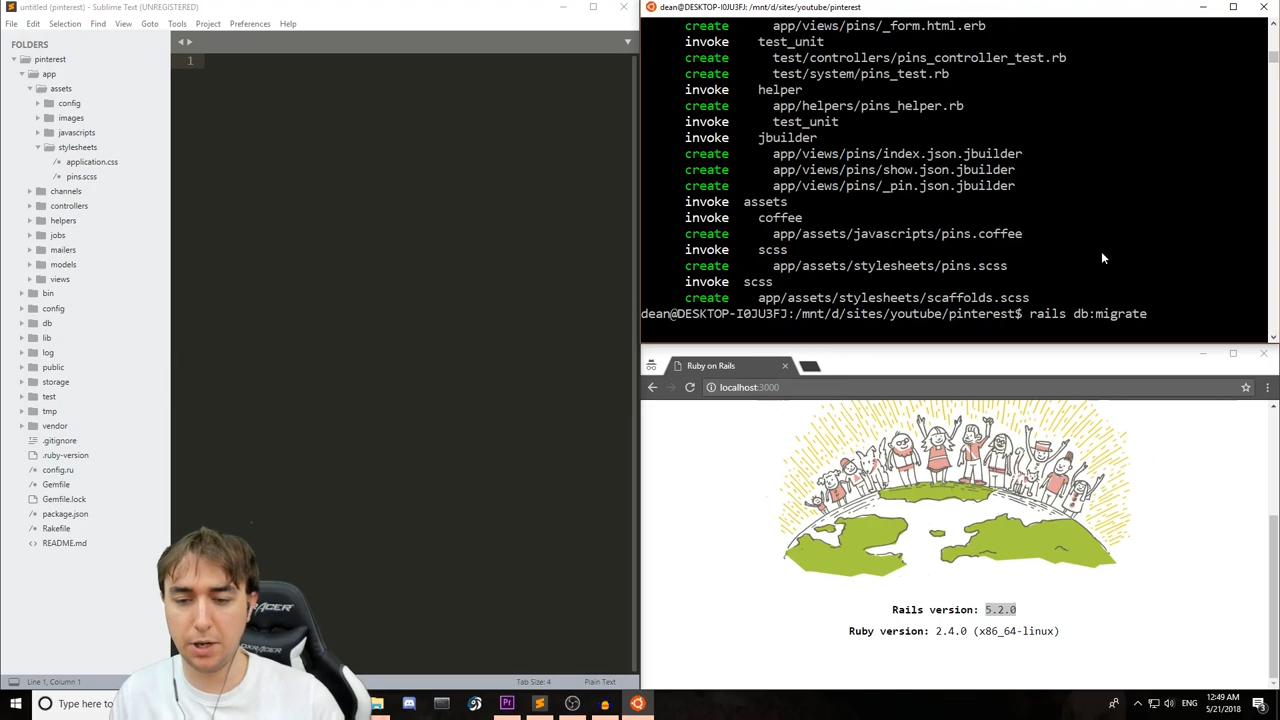 untitled (pinterest) - Sublime Text (UNREGISTERED)
File Edit Selection Find View Goto Tools Project Preferences Help
FOLDERS
pinterest
app
assets
config
images
javascripts
stylesheets
application.css
pins.scss
channels
controllers
helpers
jobs
mailers
models
views
bin
config
db
lib
log
public
storage
test
tmp
vendor
.gitignore
.ruby-version
config.ru
Gemfile
Gemfile.lock
package.json
Rakefile
README.md
1
Line 1, Column 1
Tab Size: 4 Plain Text
dean@DESKTOP-I0JU3FJ: /mnt/d/sites/youtube/pinterest
create app/views/pins/_form.html.erb
invoke test_unit
create test/controllers/pins_controller_test.rb
create test/system/pins_test.rb
invoke helper
create app/helpers/pins_helper.rb
invoke test_unit
invoke jbuilder
create app/views/pins/index.json.jbuilder
create app/views/pins/show.json.jbuilder
create app/views/pins/_pin.json.jbuilder
invoke assets
invoke coffee
create app/assets/javascripts/pins.coffee
invoke scss
create app/assets/stylesheets/pins.scss
invoke scss
create app/assets/stylesheets/scaffolds.scss
dean@DESKTOP-I0JU3FJ:/mnt/d/sites/youtube/pinterest$ rails db:migrate
Ruby on Rails
localhost:3000
Rails version: 5.2.0
Ruby version: 2.4.0 (x86_64-linux)
DXRACER
Type here to
ENG
12:49 AM
5/21/2018